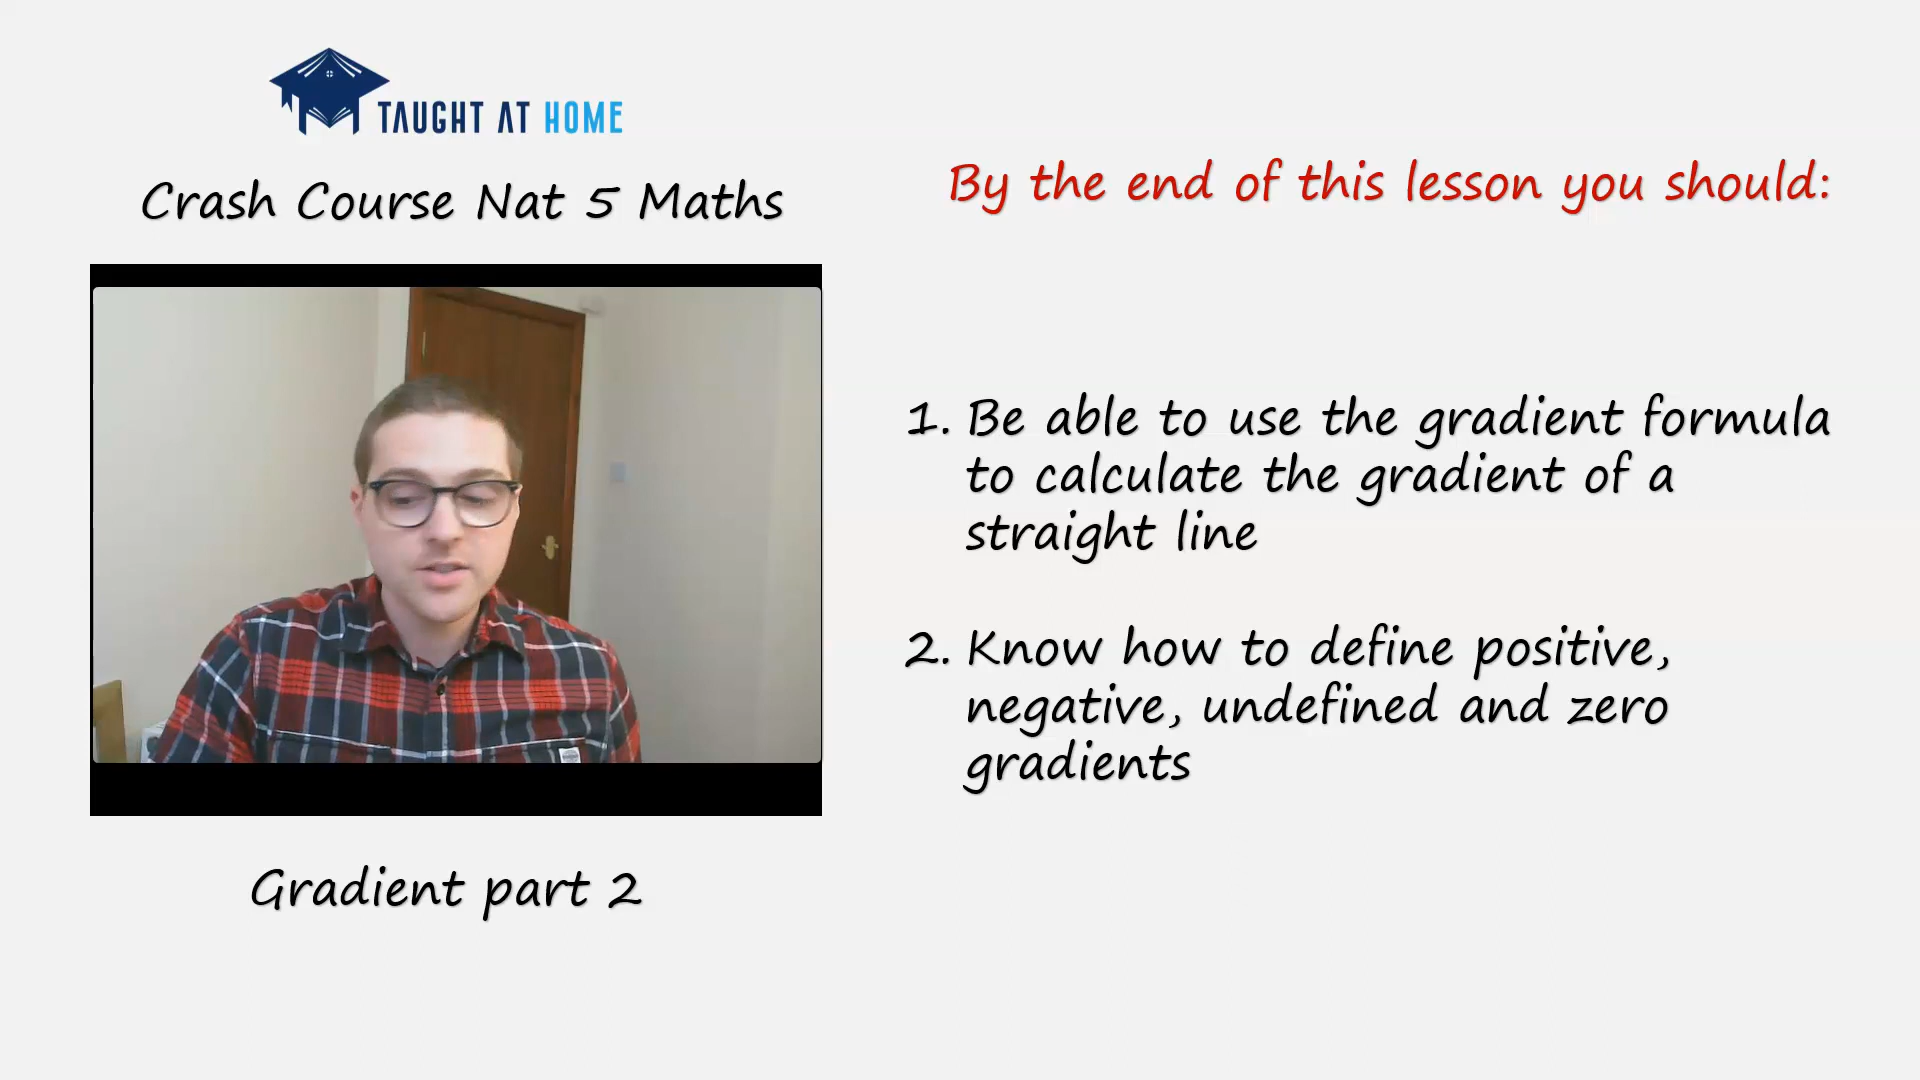 TAUGHT AT HOME
Crash Course Nat 5 Maths
Gradient part 2
By the end of this lesson you should:
1. Be able to use the gradient formula
to calculate the gradient of a
straight line
2. Know how to define positive,
negative, undefined and zero
gradients